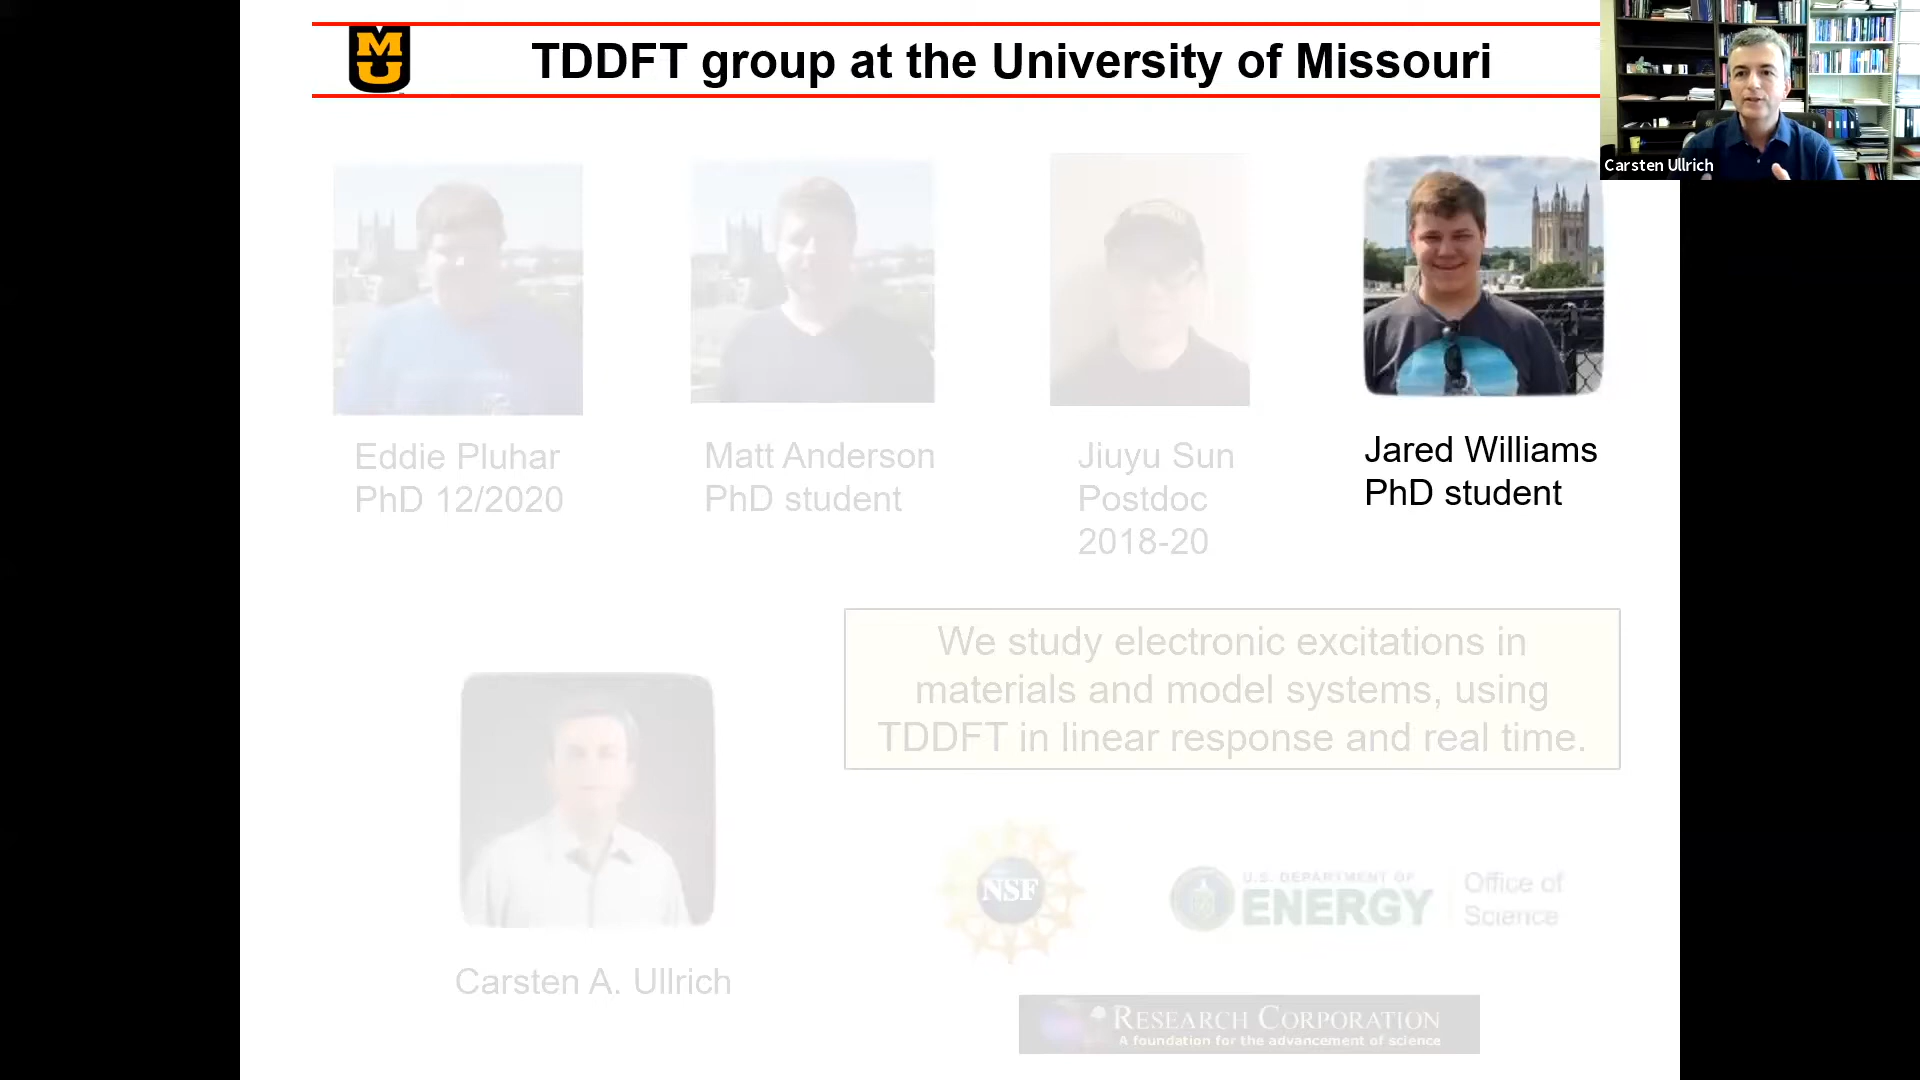 MU
TDDFT group at the University of Missouri
Carsten Ullrich
Eddie Pluhar
PhD 12/2020
Matt Anderson
PhD student
Jiuyu Sun
Postdoc
2018-20
Jared Williams
PhD student
We study electronic excitations in
materials and model systems, using
TDDFT in linear response and real time.
Carsten A. Ullrich
NSF
U.S. DEPARTMENT OF
ENERGY
Office of
Science
RESEARCH CORPORATION
A foundation for the advancement of science